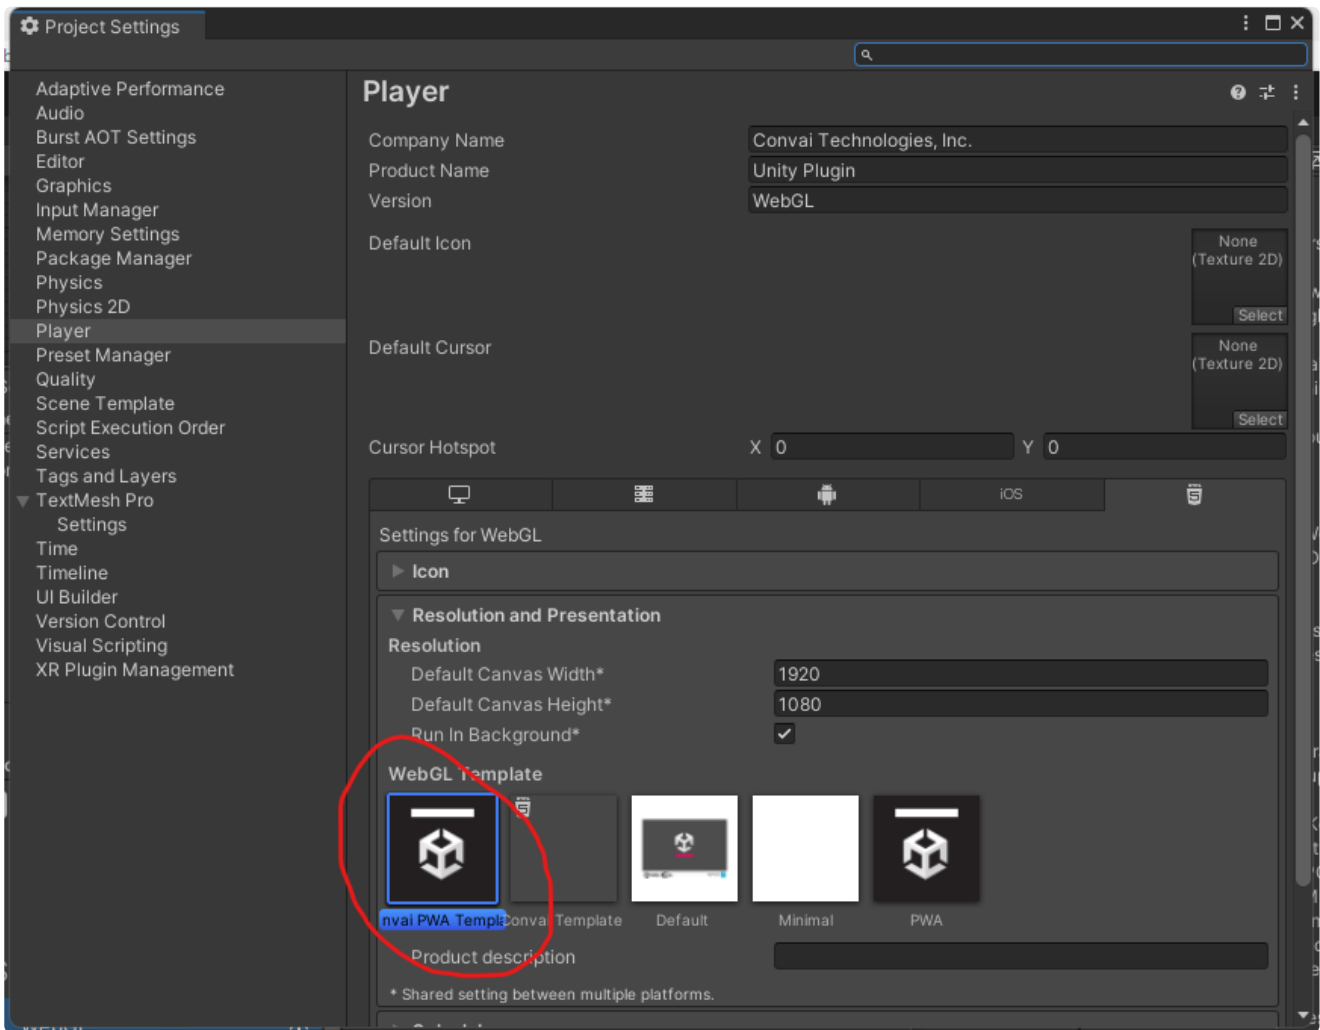 Project Settings
Adaptive Performance
Audio
Burst AOT Settings
Editor
Graphics
Input Manager
Memory Settings
Package Manager
Physics
Physics 2D
Player
Preset Manager
Quality
Scene Template
Script Execution Order
Services
Tags and Layers
TextMesh Pro
Settings
Time
Timeline
UI Builder
Version Control
Visual Scripting
XR Plugin Management
Player
Company Name Convai Technologies, Inc.
Product Name Unity Plugin
Version WebGL
Default Icon None
(Texture 2D)
Select
Default Cursor None
(Texture 2D)
Select
Cursor Hotspot X 0 Y 0
iOS
Settings for WebGL
Icon
Resolution and Presentation
Resolution
Default Canvas Width* 1920
Default Canvas Height* 1080
Run In Background*
WebGL Template
nvai PWA Templa Convai Template Default Minimal PWA
Product description
* Shared setting between multiple platforms.